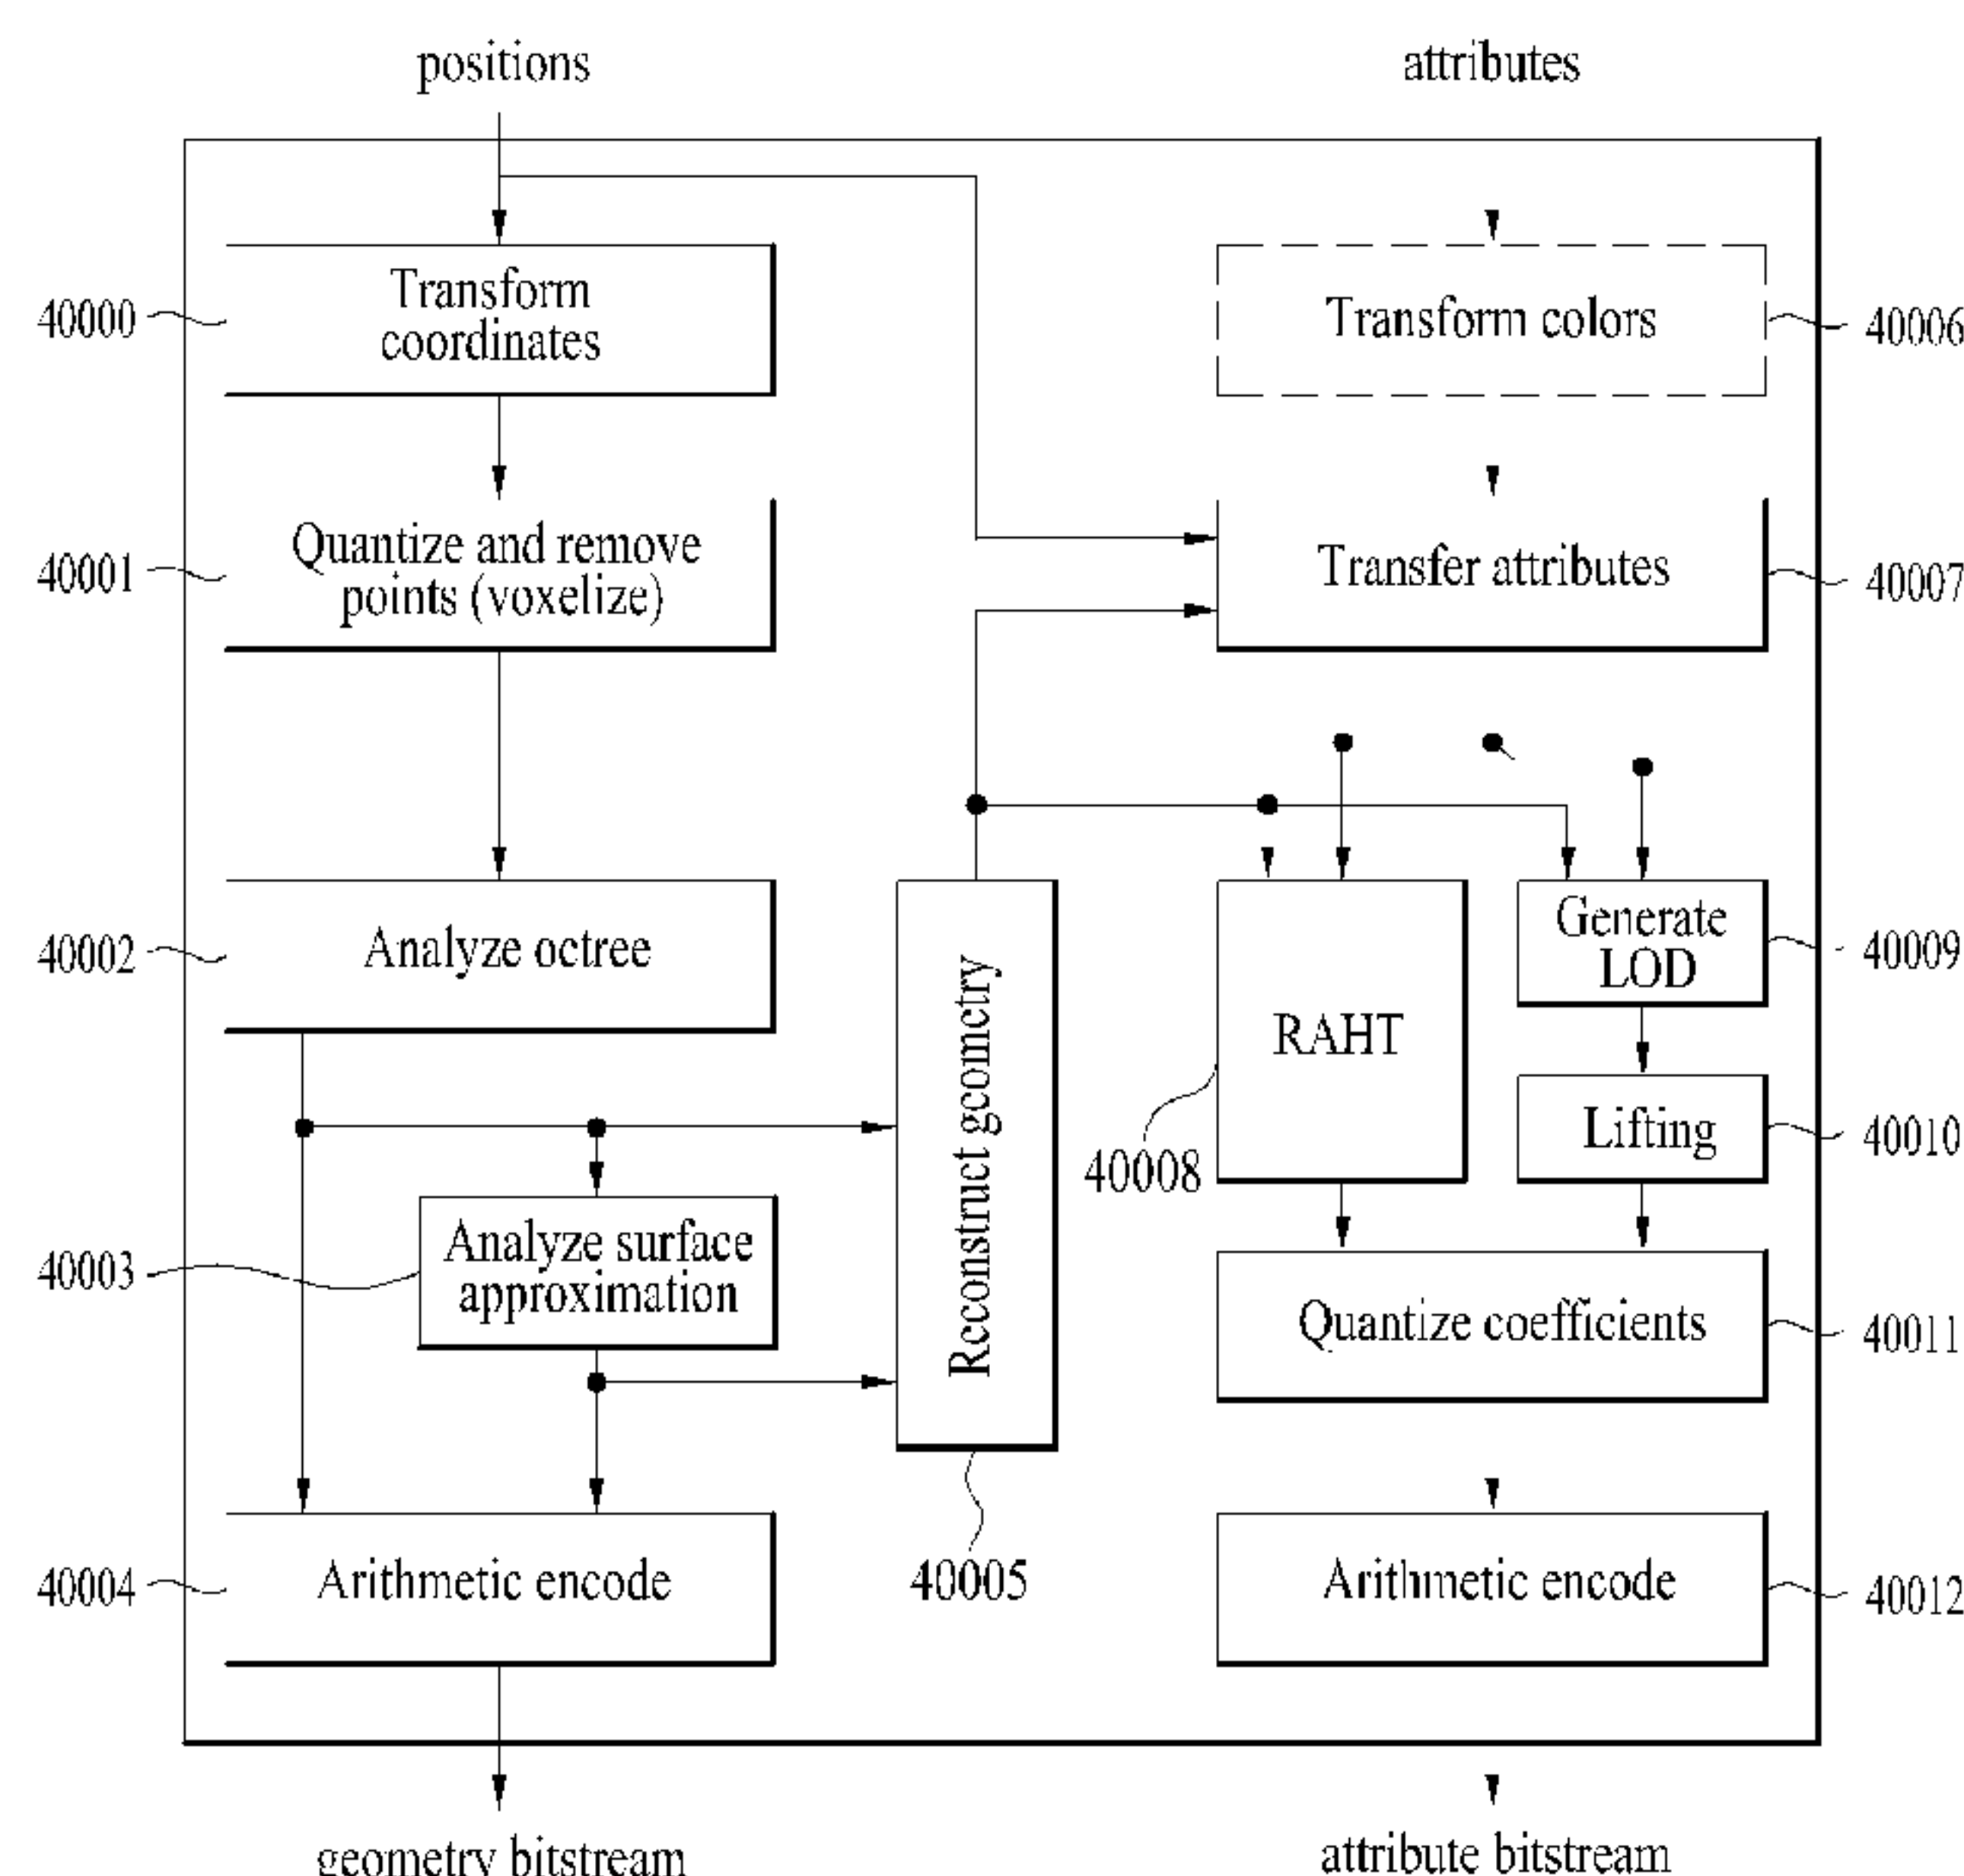 positions
attributes
Transform
coordinates
40000
Transform colors
40006
Quantize and remove
points (voxelize)
40001
Transfer attributes
40007
Analyze octree
40002
Reconstruct geometry
40005
RAHT
40008
Generate
LOD
40009
Lifting
40010
Analyze surface
approximation
40003
Quantize coefficients
40011
Arithmetic encode
40004
Arithmetic encode
40012
geometry bitstream
attribute bitstream